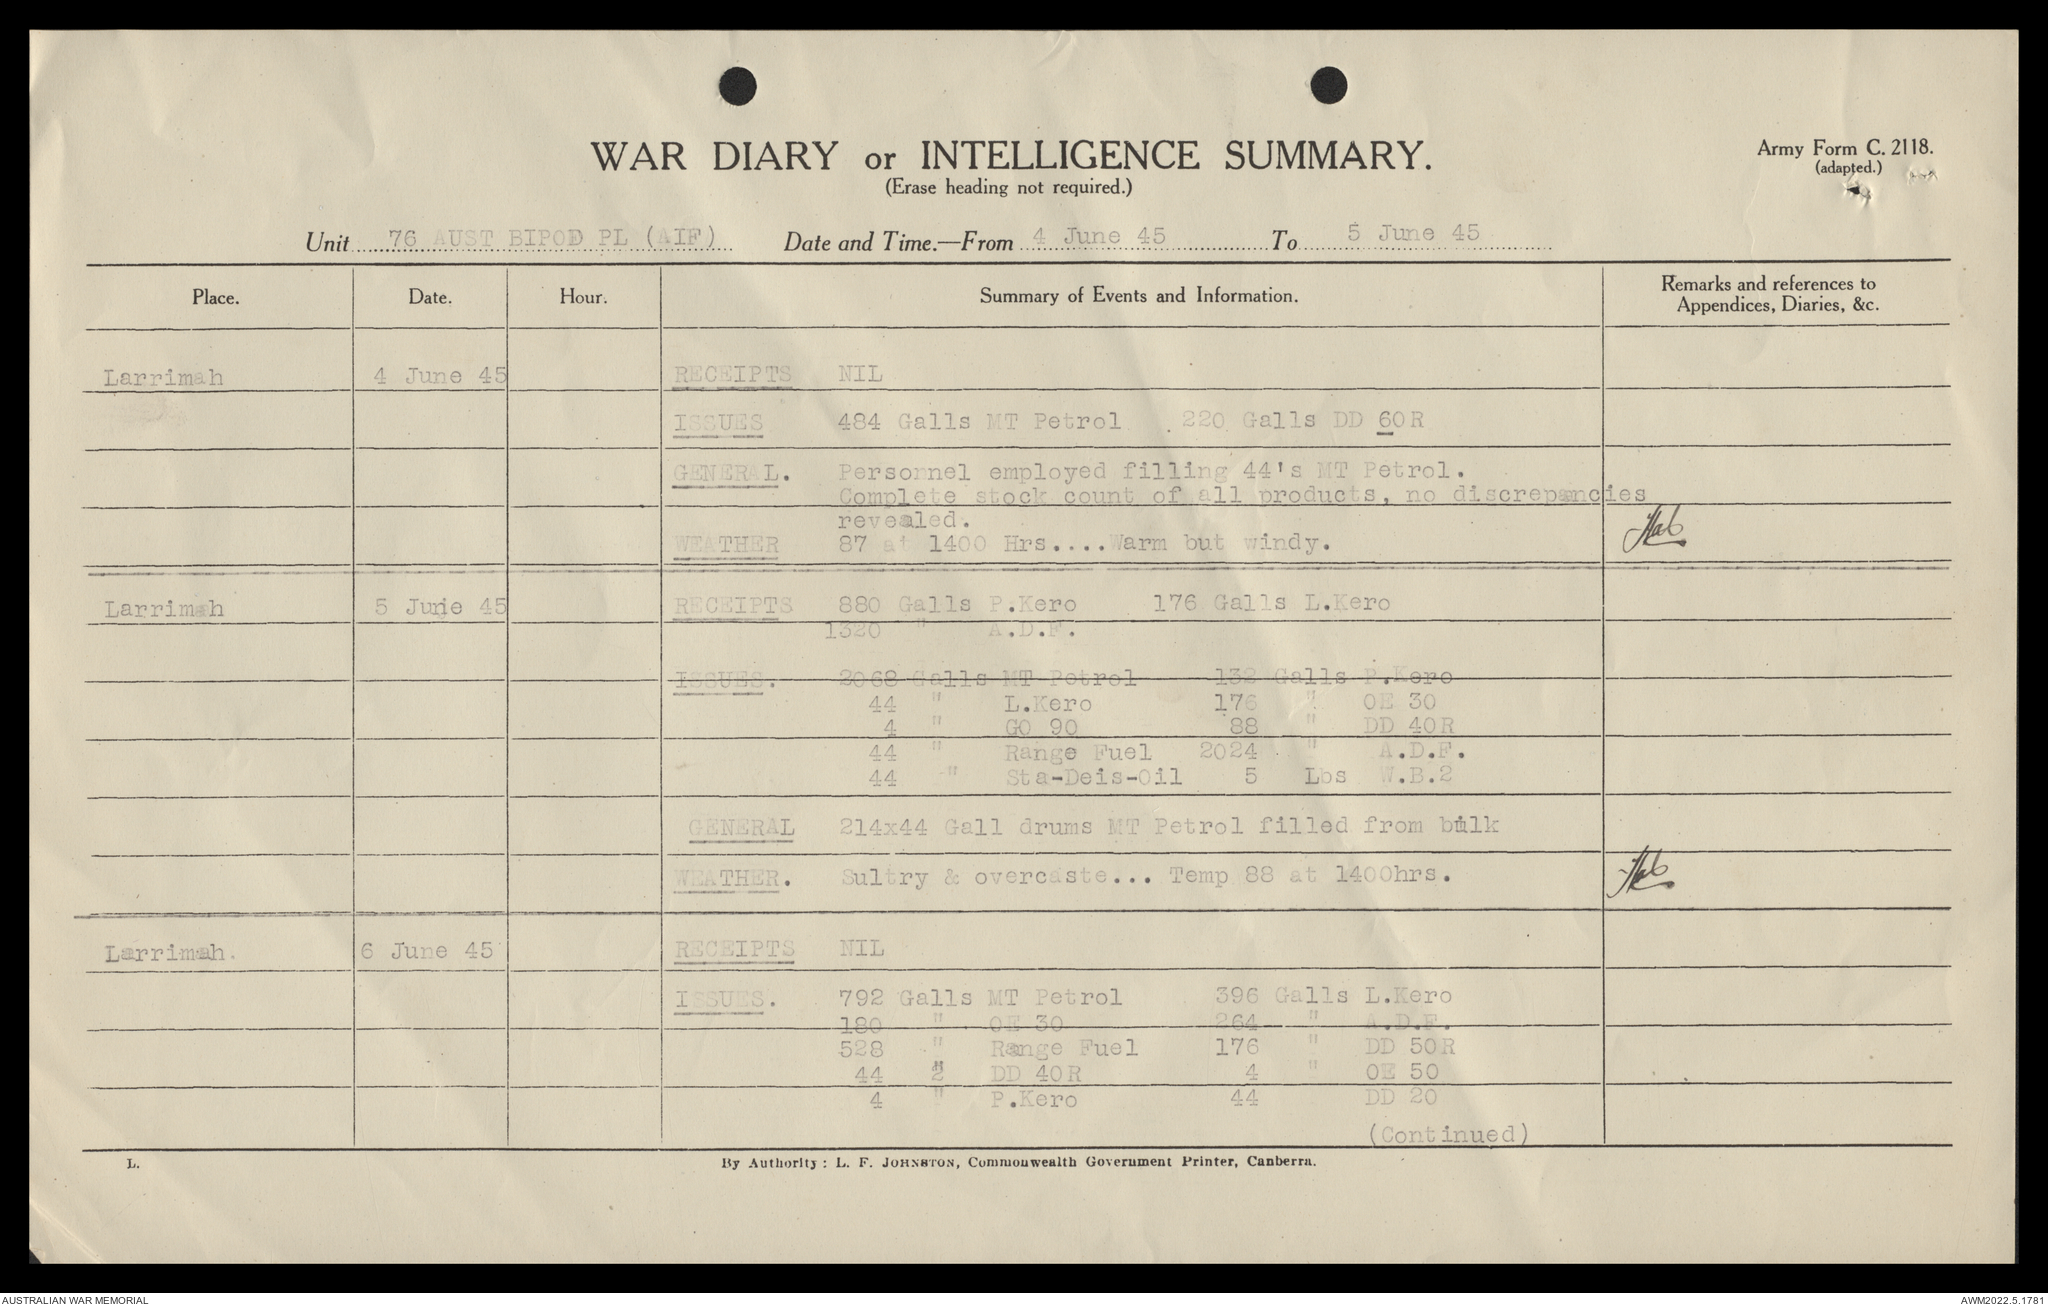 WAR DIARY or INTELLIGENCE SUMMARY.
(Erase heading not required.)
Army Form C. 2118.
(adapted.)
Unit 76 AUST BIPOD PL (AIF) Date and Time.—From 4 June 45 To 5 June 45
Place. Date. Hour. Summary of Events and Information. Remarks and references to Appendices, Diaries, &c.
Larrimah 4 June 45 RECEIPTS NIL
ISSUES 484 Galls MT Petrol 220 Galls DD 60R
GENERAL. Personnel employed filling 44's MT Petrol.
Complete stock count of all products, no discrepancies
revealed.
WEATHER 87 at 1400 Hrs....Warm but windy.
Larrimah 5 June 45 RECEIPTS 880 Galls P.Kero 176 Galls L.Kero
1320 " A.D.F.
ISSUES. 2068 Galls MT Petrol 132 Galls P.Kero
44 " L.Kero 176 " OE 30
4 " GO 90 88 " DD 40R
44 " Range Fuel 2024 " A.D.F.
44 " Sta-Deis-Oil 5 Lbs W.B.2
GENERAL 214x44 Gall drums MT Petrol filled from bulk
WEATHER. Sultry & overcaste... Temp 88 at 1400hrs.
Larrimah. 6 June 45 RECEIPTS NIL
ISSUES. 792 Galls MT Petrol 396 Galls L.Kero
180 " OE 30 264 " A.D.F.
528 " Range Fuel 176 " DD 50R
44 " DD 40R 4 " OE 50
4 " P.Kero 44 DD 20
(Continued)
L. By Authority: L. F. JOHNSTON, Commonwealth Government Printer, Canberra.
AUSTRALIAN WAR MEMORIAL AWM2022.5.1781